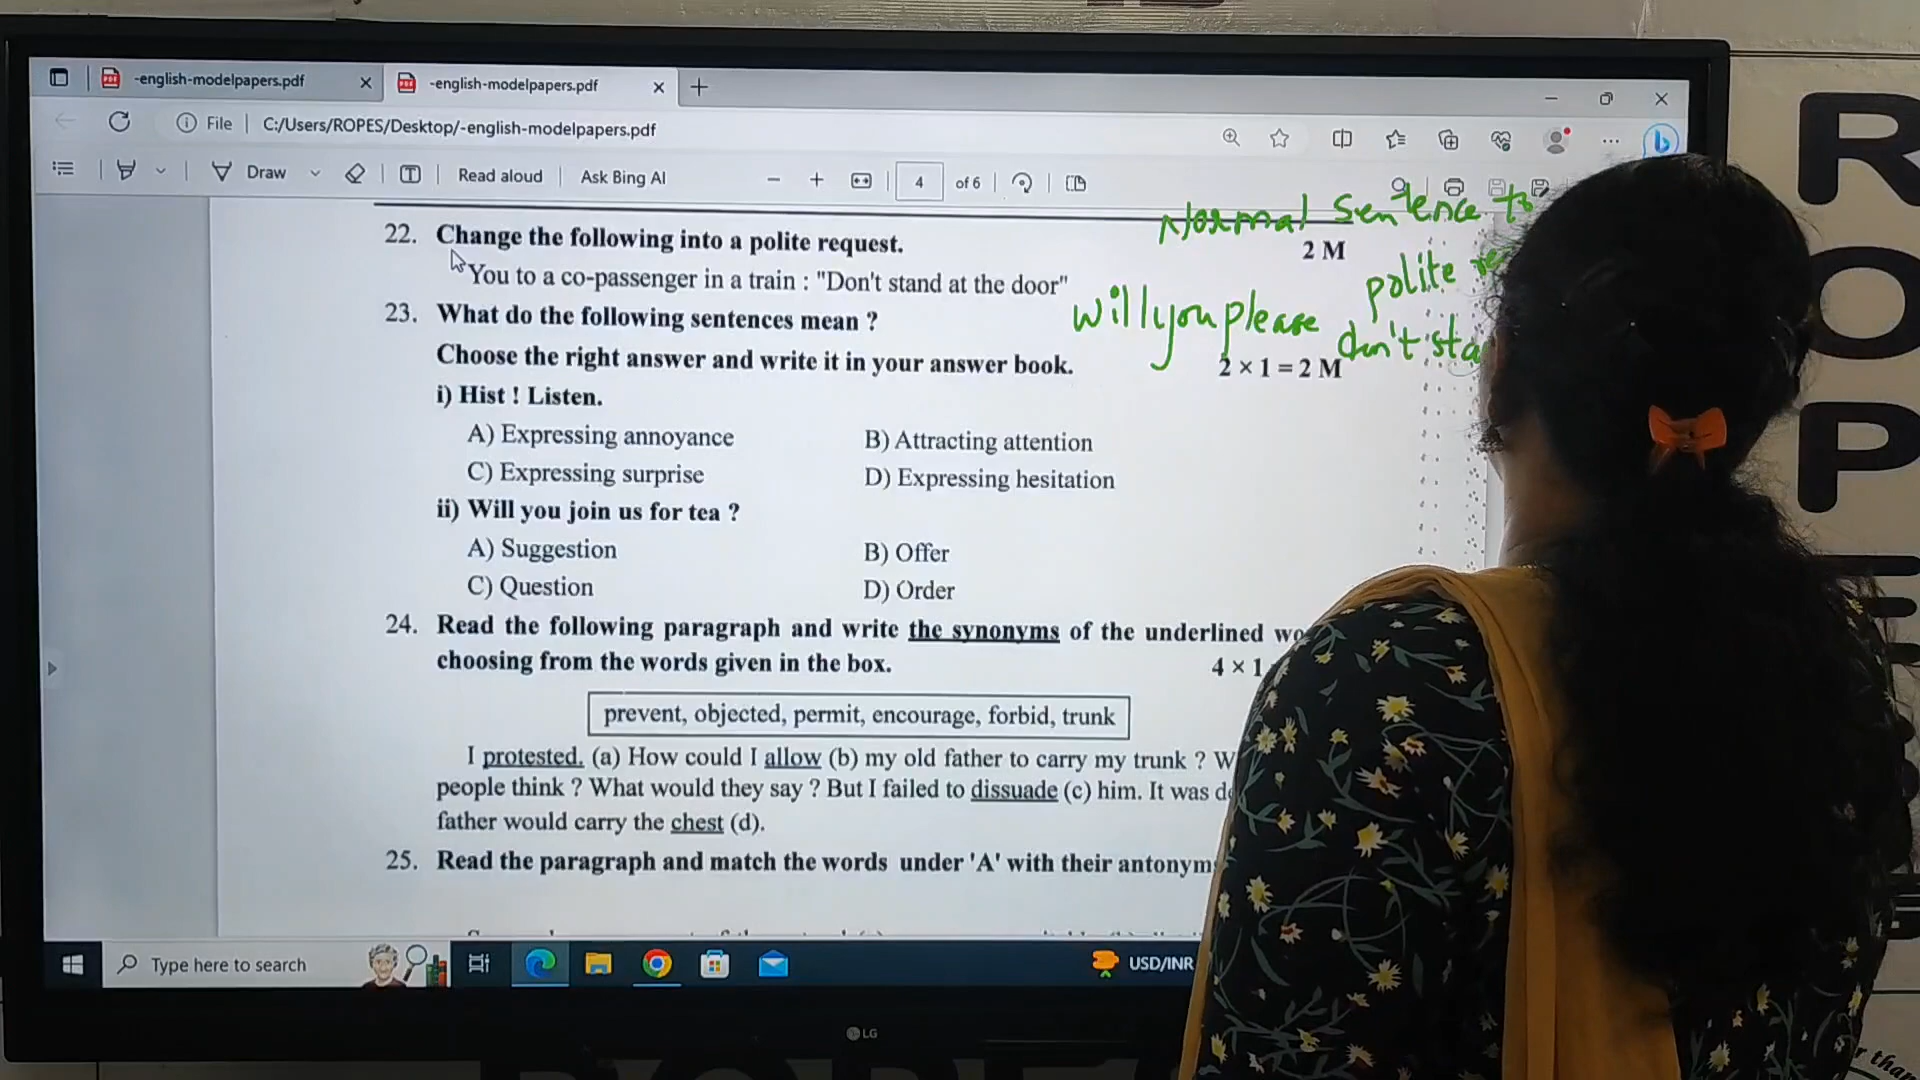 -english-modelpapers.pdf
-english-modelpapers.pdf
File
C:/Users/ROPES/Desktop/-english-modelpapers.pdf
Draw
Read aloud
Ask Bing AI
4
of 6
Normal Sentence to
polite
Will you please
don't
22. Change the following into a polite request.
2 M
You to a co-passenger in a train : "Don't stand at the door"
23. What do the following sentences mean ?
Choose the right answer and write it in your answer book.
2 × 1 = 2 M
i) Hist ! Listen.
A) Expressing annoyance
B) Attracting attention
C) Expressing surprise
D) Expressing hesitation
ii) Will you join us for tea ?
A) Suggestion
B) Offer
C) Question
D) Order
24. Read the following paragraph and write the synonyms of the underlined
choosing from the words given in the box.
4 × 1
prevent, objected, permit, encourage, forbid, trunk
I protested. (a) How could I allow (b) my old father to carry my trunk ?
people think ? What would they say ? But I failed to dissuade (c) him. It was
father would carry the chest (d).
25. Read the paragraph and match the words under 'A' with their
Type here to search
USD/INR
LG
R
O
P